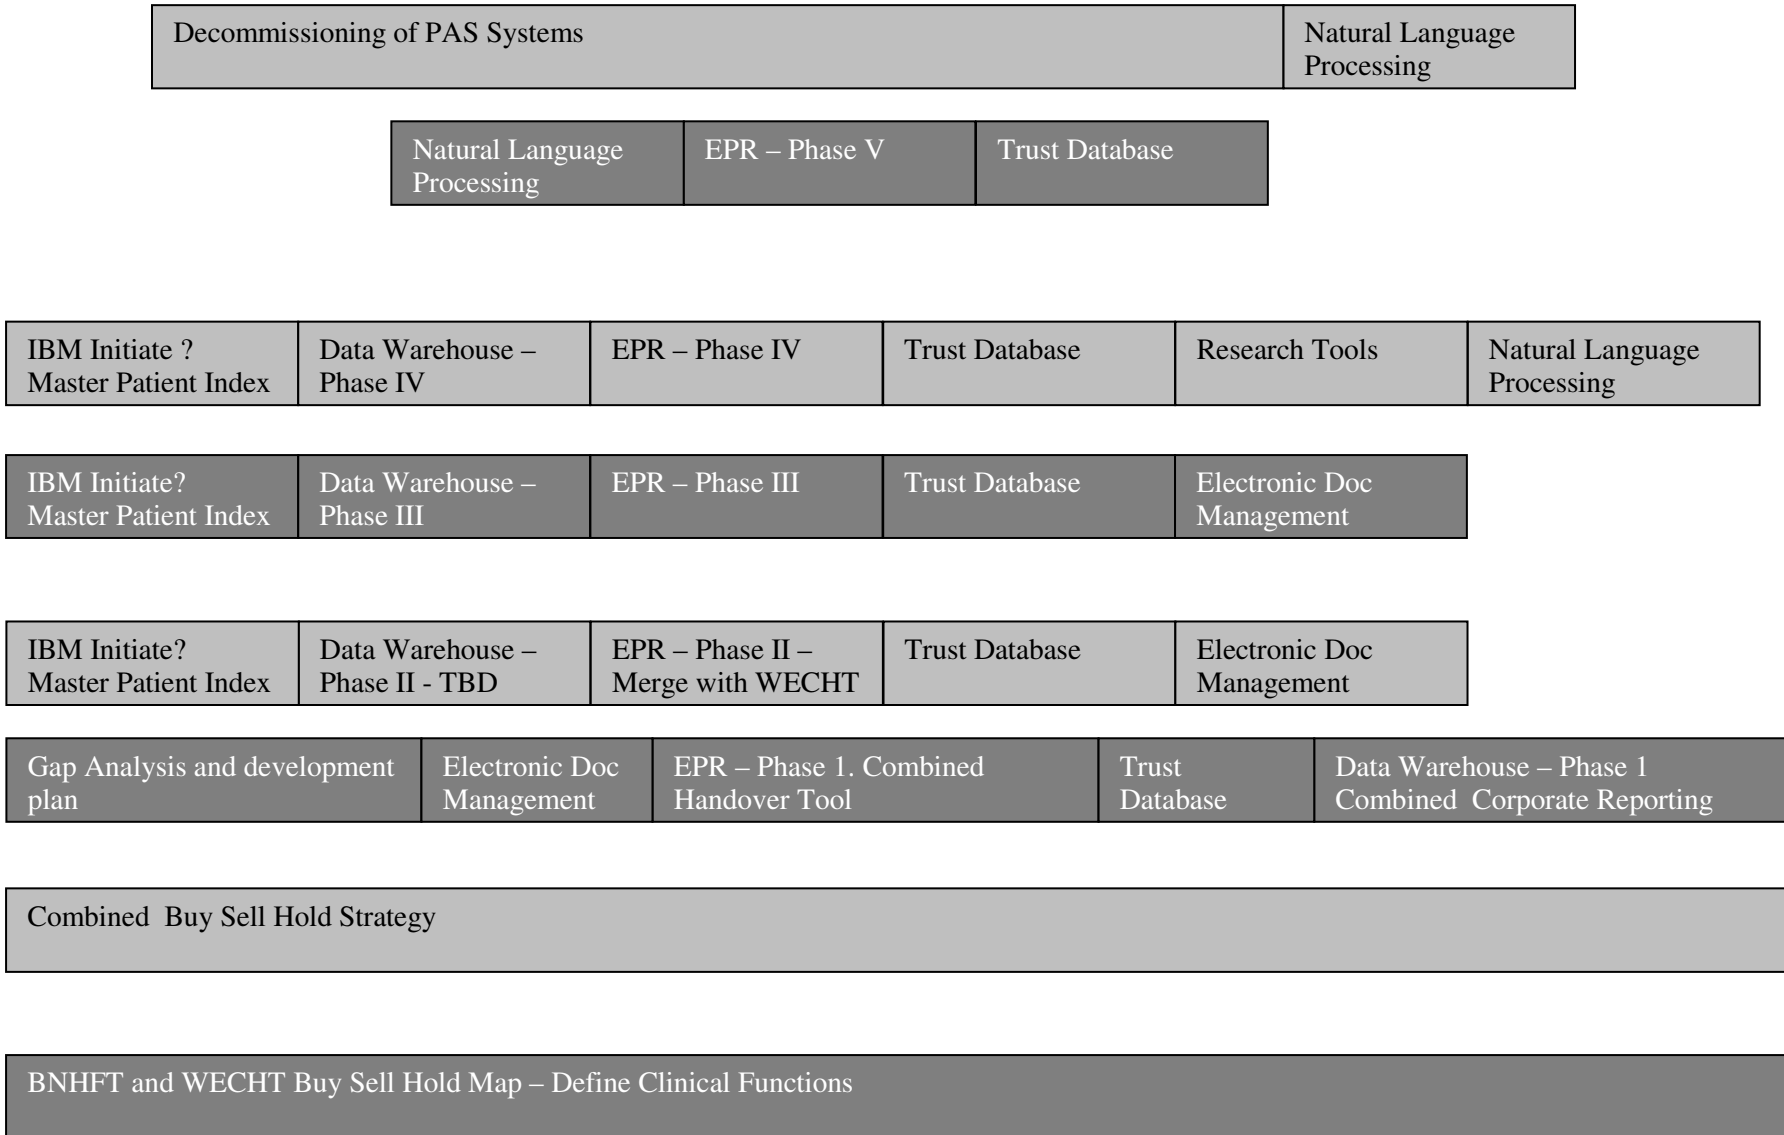 Decommissioning of PAS Systems
Natural Language
Processing
Natural Language
Processing
EPR – Phase V
Trust Database
IBM Initiate ?
Master Patient Index
Data Warehouse –
Phase IV
EPR – Phase IV
Trust Database
Research Tools
Natural Language
Processing
IBM Initiate?
Master Patient Index
Data Warehouse –
Phase III
EPR – Phase III
Trust Database
Electronic Doc
Management
IBM Initiate?
Master Patient Index
Data Warehouse –
Phase II - TBD
EPR – Phase II –
Merge with WECHT
Trust Database
Electronic Doc
Management
Gap Analysis and development
plan
Electronic Doc
Management
EPR – Phase 1. Combined
Handover Tool
Trust
Database
Data Warehouse – Phase 1
Combined  Corporate Reporting
Combined  Buy Sell Hold Strategy
BNHFT and WECHT Buy Sell Hold Map – Define Clinical Functions